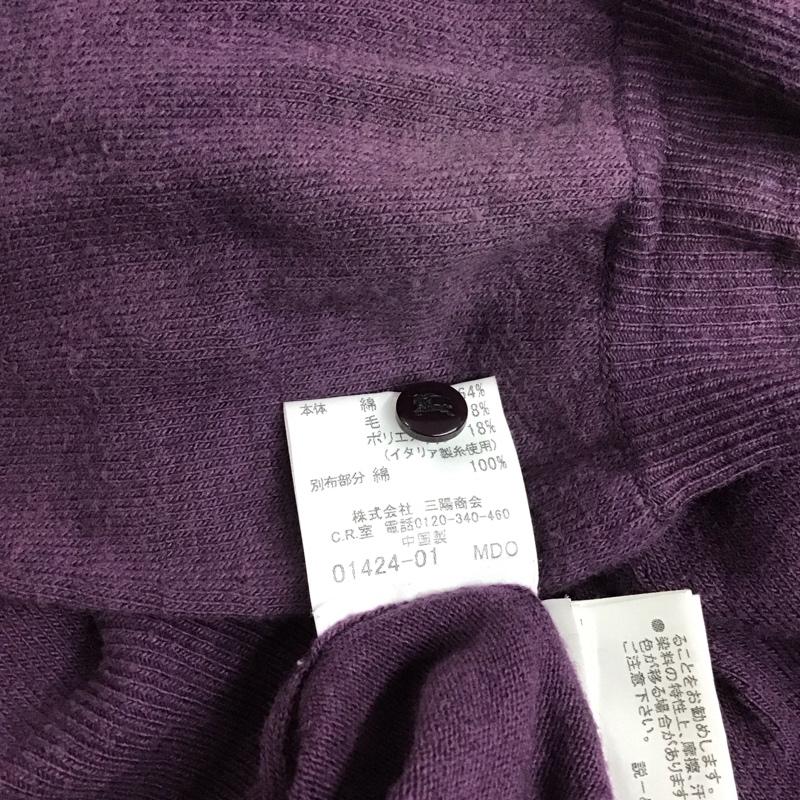 本体 綿 64%
毛 8%
ポリエ 18%
(イタリア製糸使用)
別布部分 綿 100%
株式会社 三陽商会
C.R.室 電話0120-340-460
中国製
01424-01 MDO
ることをお勧めします。
●染料の特性上、摩擦、汗
色が移る場合があります
ご注意下さい。
説